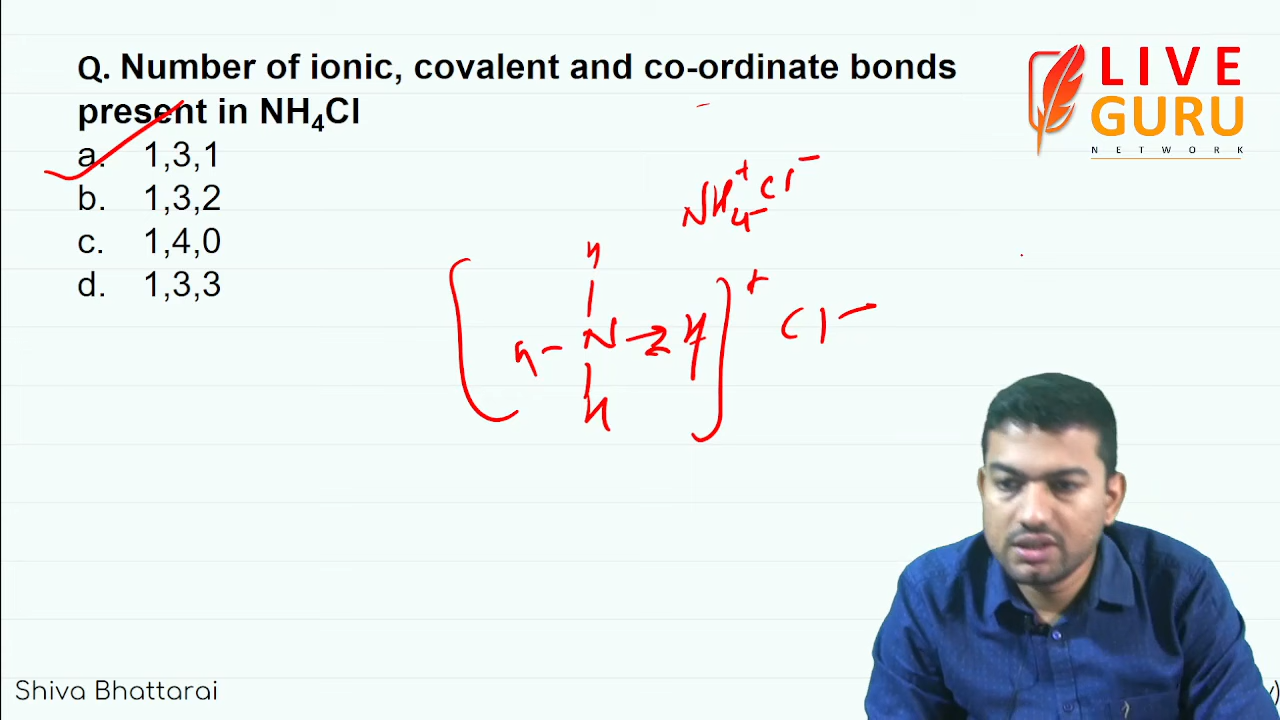 Q. Number of ionic, covalent and co-ordinate bonds
present in NH₄Cl
a. 1,3,1
b. 1,3,2
c. 1,4,0
d. 1,3,3
LIVE
GURU
NETWORK
NH₄⁺Cl⁻
H
[H-N→H]⁺ Cl⁻
H
Shiva Bhattarai